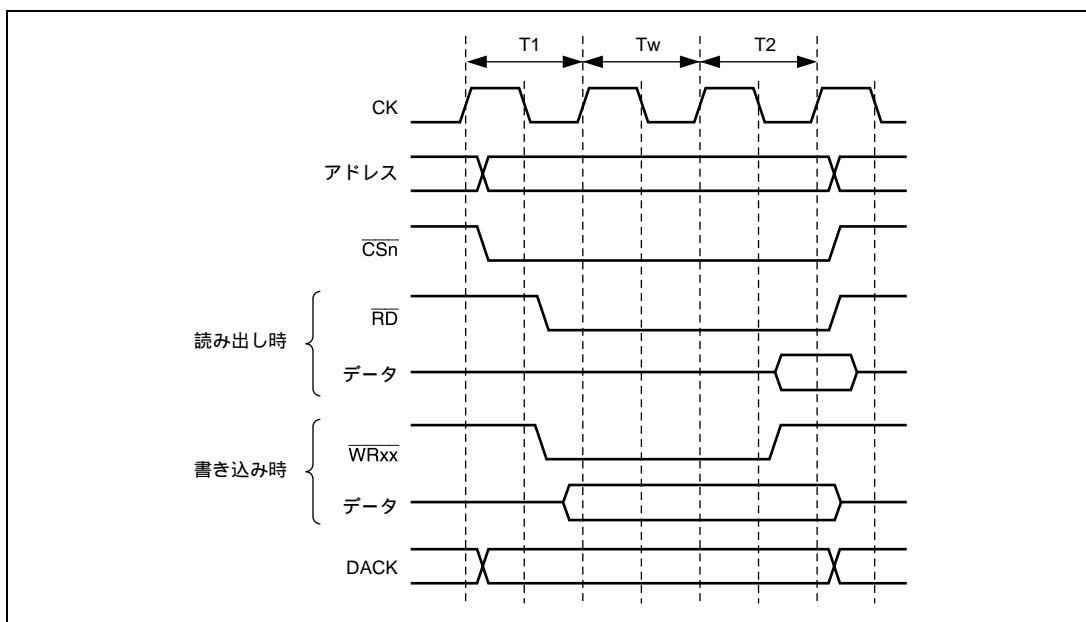 T1 Tw T2
CK
アドレス
CSn
読み出し時
RD
データ
書き込み時
WRxx
データ
DACK